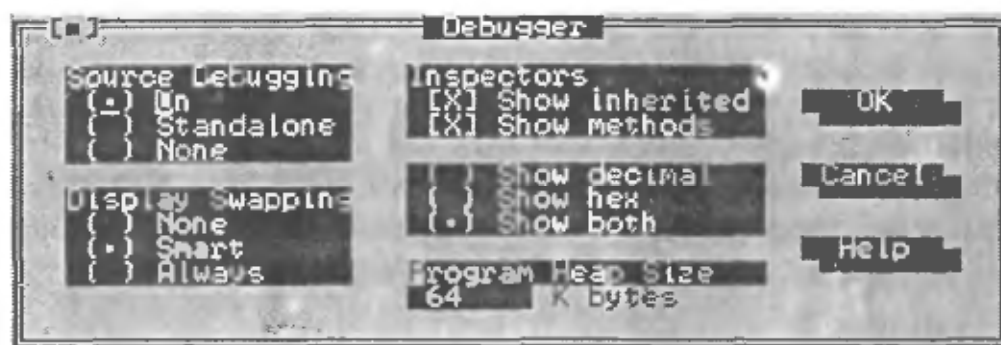 [■] Debugger
Source Debugging
(•) On
( ) Standalone
( ) None
Display Swapping
( ) None
(•) Smart
( ) Always
Inspectors
[X] Show inherited
[X] Show methods
( ) Show decimal
( ) Show hex
(•) Show both
Program Heap Size
64 K bytes
OK
Cancel
Help